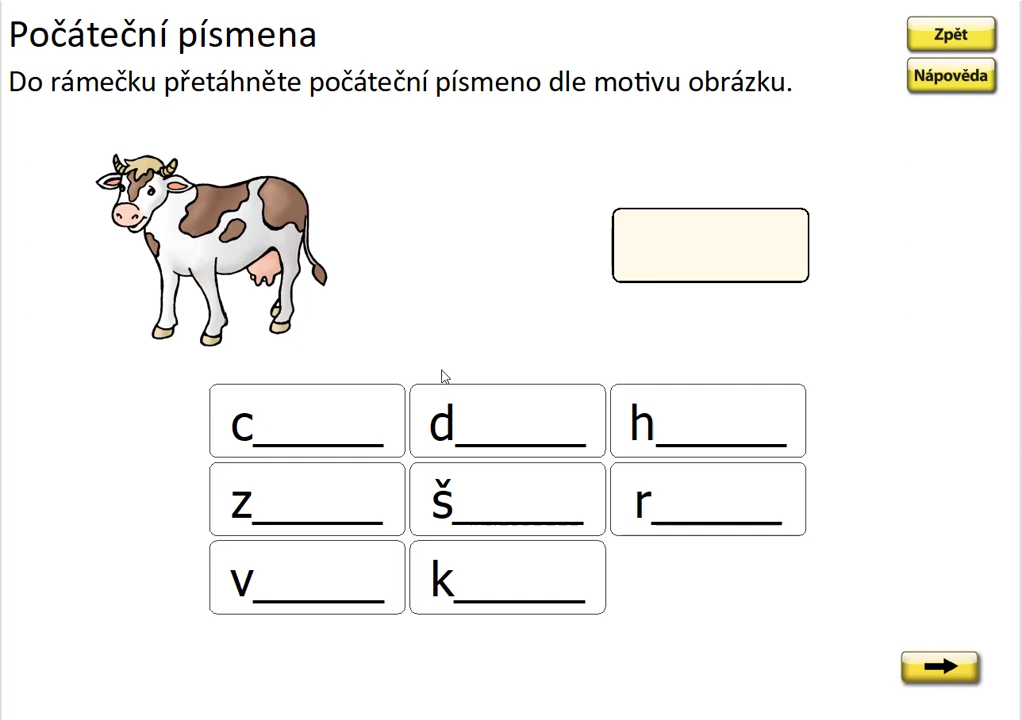 Počáteční písmena
Zpět
Do rámečku přetáhněte počáteční písmeno dle motivu obrázku.
Nápověda
c______ d______ h______
z______ š______ r______
v______ k______